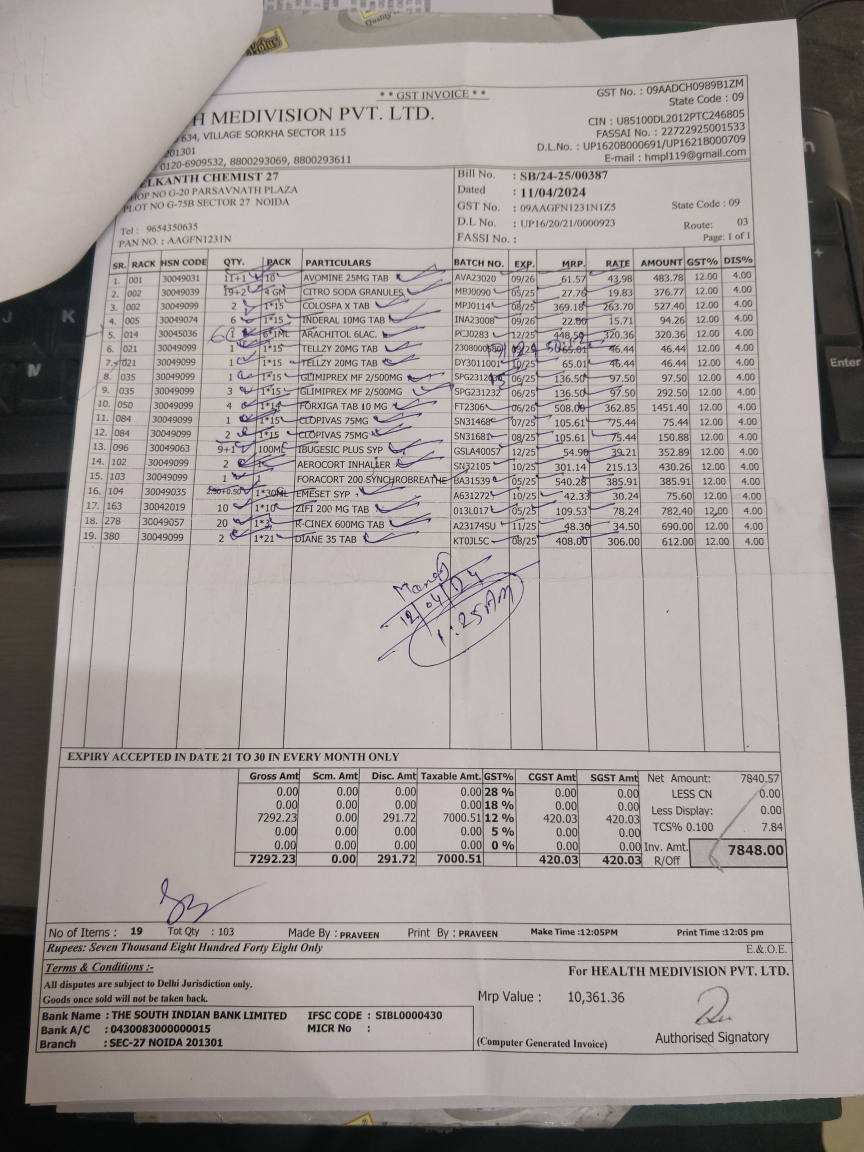 * * GST INVOICE * *
GST No. : 09AADCH0989B1ZM
State Code : 09
H MEDIVISION PVT. LTD.
CIN : U85100DL2012PTC246805
634, VILLAGE SORKHA SECTOR 115
FASSAI No. : 22722925001533
201301
D.L.No. : UP1620B000691/UP1621B000709
0120-6909532, 8800293069, 8800293611
E-mail : hmpl119@gmail.com
ELKANTH CHEMIST 27
HOP NO G-20 PARSAVNATH PLAZA
PLOT NO G-75B SECTOR 27 NOIDA
Tel : 9654350635
PAN NO. : AAGFN1231N
Bill No. : SB/24-25/00387
Dated : 11/04/2024
GST No. : 09AAGFN1231N1Z5 State Code : 09
D.L No. : UP16/20/21/0000923 Route: 03
FASSI No. : Page: 1 of 1
SR. RACK HSN CODE QTY. PACK PARTICULARS BATCH NO. EXP. MRP. RATE AMOUNT GST% DIS%
1. 001 30049031 11+1 10 AVOMINE 25MG TAB AVA23020 09/26 61.57 43.98 483.78 12.00 4.00
2. 002 30049039 19+2 4 GM CITRO SODA GRANULES MBJ0090 05/25 27.76 19.83 376.77 12.00 4.00
3. 002 30049099 2 1*15 COLOSPA X TAB MPJ0114 08/25 369.18 263.70 527.40 12.00 4.00
4. 005 30049074 6 1*15 INDERAL 10MG TAB INA23008 09/26 22.00 15.71 94.26 12.00 4.00
5. 014 30045036 1 6*1ML ARACHITOL 6LAC. PCJ0283 12/25 448.50 320.36 320.36 12.00 4.00
6. 021 30049099 1 1*15 TELLZY 20MG TAB 65.01 46.44 46.44 12.00 4.00
7. 021 30049099 1 1*15 TELLZY 20MG TAB DY3011001 10/25 65.01 46.44 46.44 12.00 4.00
8. 035 30049099 1 1*15 GLIMIPREX MF 2/500MG 06/25 136.50 97.50 97.50 12.00 4.00
9. 035 30049099 3 1*15 GLIMIPREX MF 2/500MG SPG231232 06/25 136.50 97.50 292.50 12.00 4.00
10. 050 30049099 4 1*14 FORXIGA TAB 10 MG FT2306 06/26 508.00 362.85 1451.40 12.00 4.00
11. 084 30049099 1 1*15 CLOPIVAS 75MG SN31468 07/25 105.61 75.44 75.44 12.00 4.00
12. 084 30049099 2 1*15 CLOPIVAS 75MG SN31681 08/25 105.61 75.44 150.88 12.00 4.00
13. 096 30049063 9+1 100ML IBUGESIC PLUS SYP GSLA40057 12/25 54.90 39.21 352.89 12.00 4.00
14. 102 30049099 2 AEROCORT INHALER SN32105 10/25 301.14 215.13 430.26 12.00 4.00
15. 103 30049099 1 FORACORT 200 SYNCHROBREATHE BA31539 05/25 540.28 385.91 385.91 12.00 4.00
16. 104 30049035 2.50+0.50 1*30ML EMESET SYP A631272 10/25 42.33 30.24 75.60 12.00 4.00
17. 163 30042019 10 1*10 ZIFI 200 MG TAB 013L017 05/25 109.53 78.24 782.40 12.00 4.00
18. 278 30049057 20 R-CINEX 600MG TAB A23174SU 11/25 48.30 34.50 690.00 12.00 4.00
19. 380 30049099 2 1*21 DIANE 35 TAB KT0JL5C 08/25 408.00 306.00 612.00 12.00 4.00
12/04/24
1:25 AM
EXPIRY ACCEPTED IN DATE 21 TO 30 IN EVERY MONTH ONLY
Gross Amt Scm. Amt Disc. Amt Taxable Amt. GST% CGST Amt SGST Amt Net Amount: 7840.57
0.00 0.00 0.00 0.00 28 % 0.00 0.00 LESS CN 0.00
0.00 0.00 0.00 0.00 18 % 0.00 0.00 Less Display: 0.00
7292.23 0.00 291.72 7000.51 12 % 420.03 420.03 TCS% 0.100 7.84
0.00 0.00 0.00 0.00 5 % 0.00 0.00
0.00 0.00 0.00 0.00 0 % 0.00 0.00 Inv. Amt. 7848.00
7292.23 0.00 291.72 7000.51 420.03 420.03 R/Off
No of Items : 19 Tot Qty : 103 Made By : PRAVEEN Print By : PRAVEEN Make Time :12:05PM Print Time :12:05 pm
Rupees: Seven Thousand Eight Hundred Forty Eight Only E.&.O.E.
Terms & Conditions :-
All disputes are subject to Delhi Jurisdiction only.
Goods once sold will not be taken back.
For HEALTH MEDIVISION PVT. LTD.
Mrp Value : 10,361.36
Bank Name : THE SOUTH INDIAN BANK LIMITED IFSC CODE : SIBL0000430
Bank A/C : 0430083000000015 MICR No :
Branch : SEC-27 NOIDA 201301
(Computer Generated Invoice) Authorised Signatory
Enter